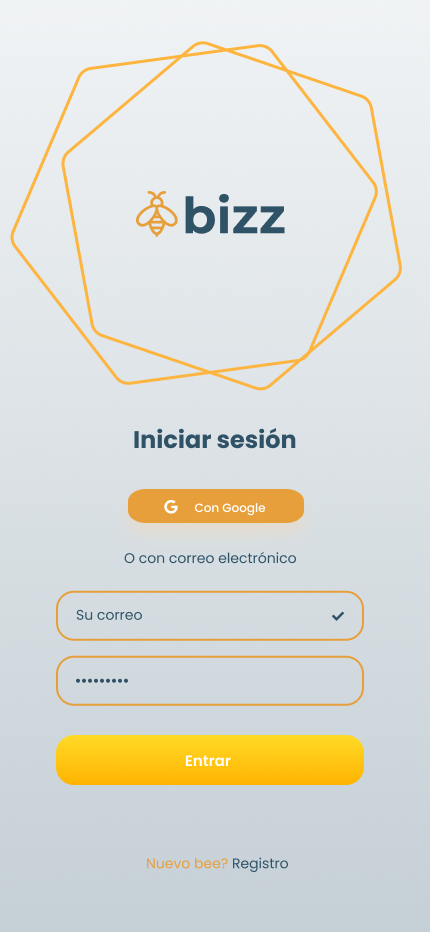 bizz
Iniciar sesión
G Con Google
O con correo electrónico
Su correo
•••••••••
Entrar
Nuevo bee? Registro